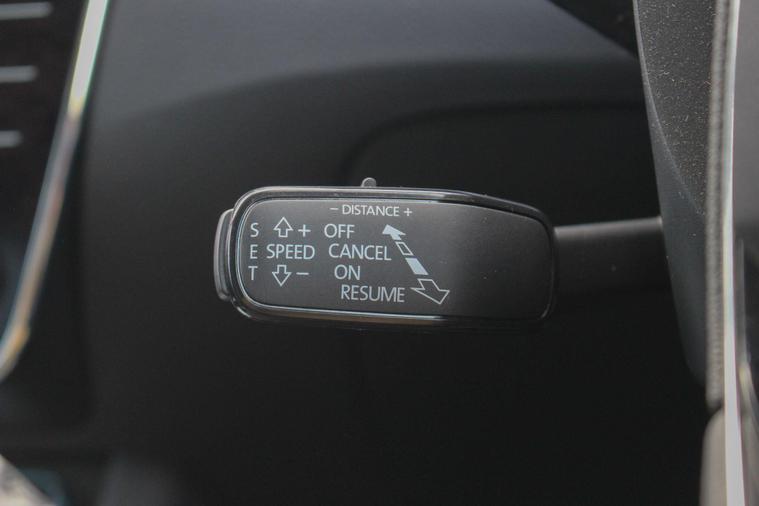 - DISTANCE +
S + OFF
E SPEED CANCEL
T - ON
RESUME